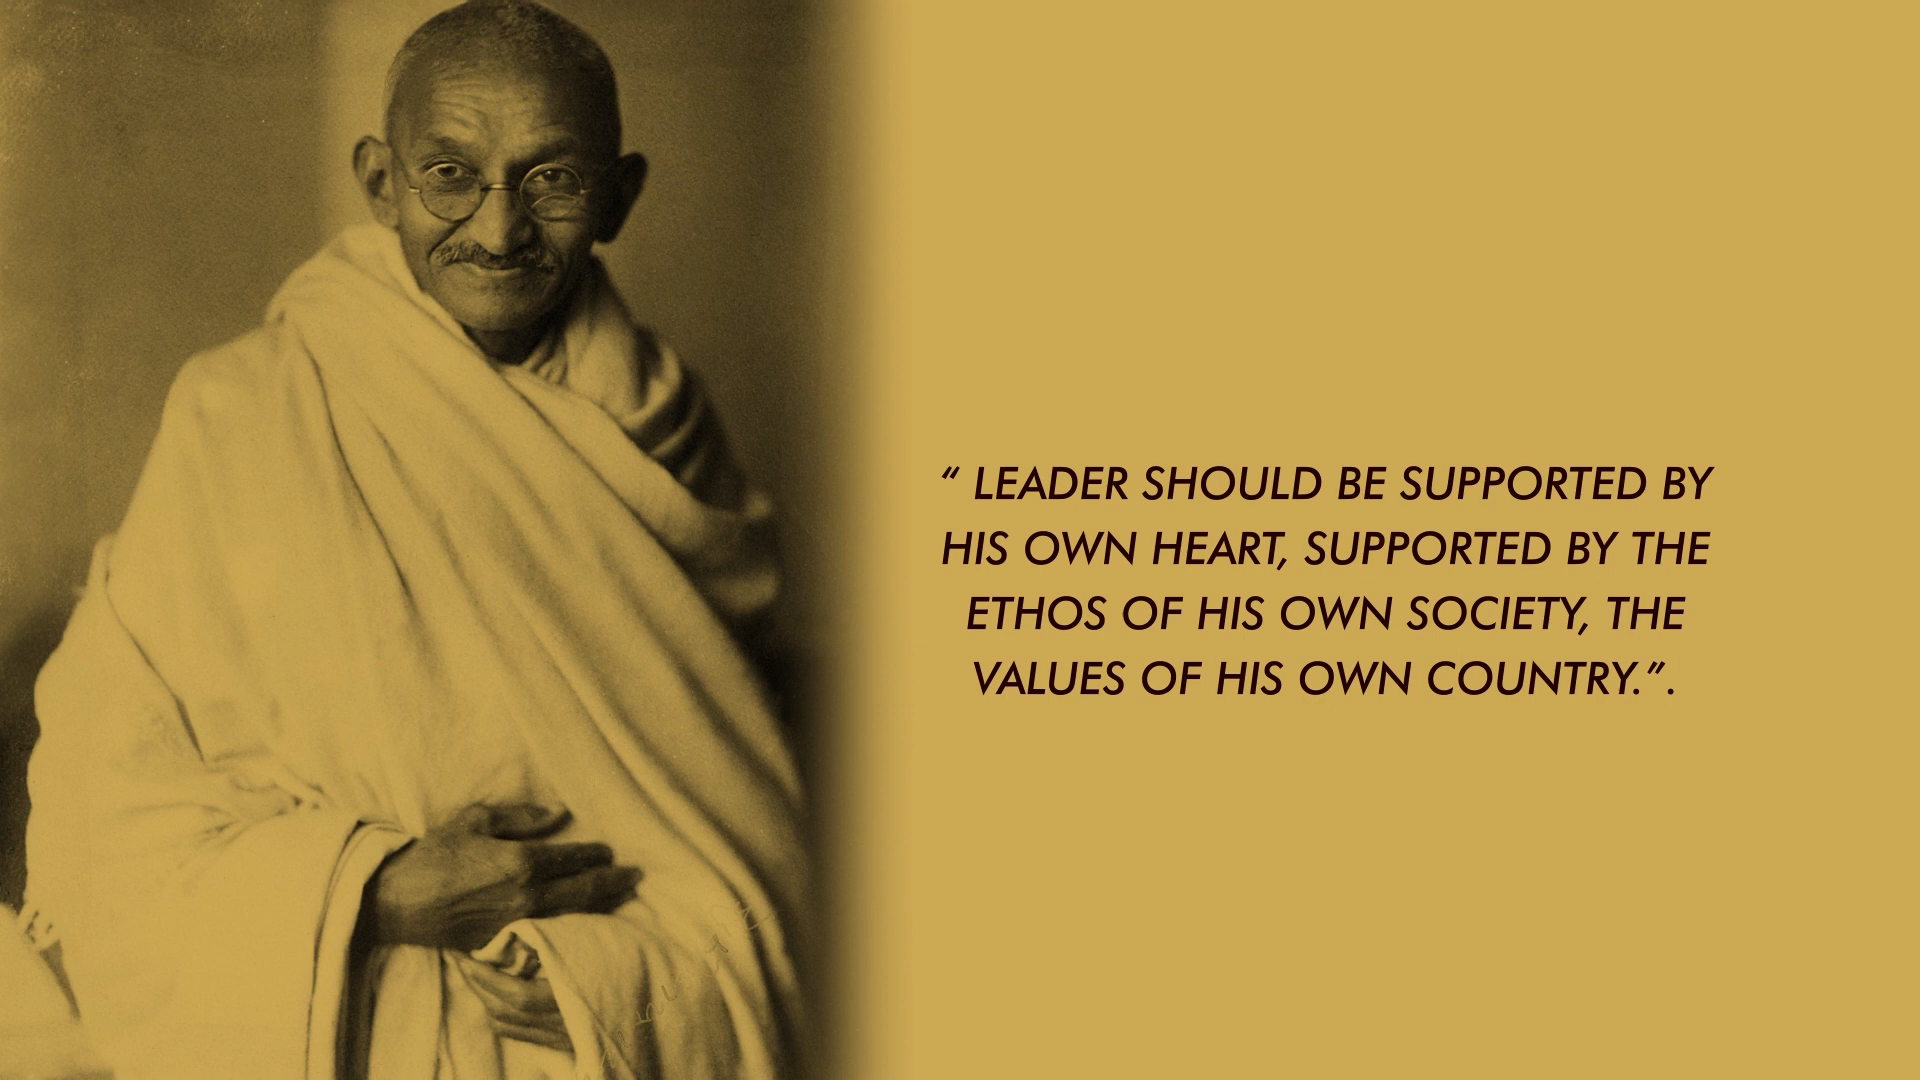 “ LEADER SHOULD BE SUPPORTED BY
HIS OWN HEART, SUPPORTED BY THE
ETHOS OF HIS OWN SOCIETY, THE
VALUES OF HIS OWN COUNTRY.”.